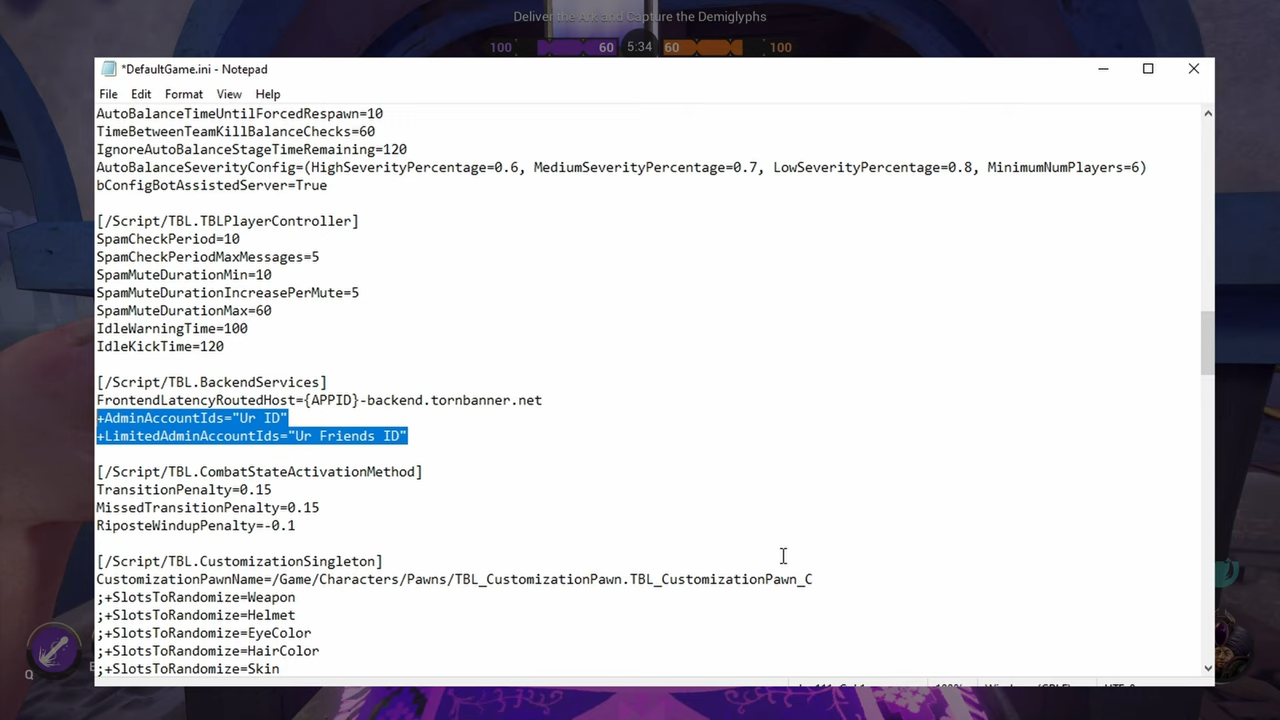 Deliver the Ark and Capture the Demiglyphs
100 60 5:34 60 100
*DefaultGame.ini - Notepad
File Edit Format View Help
AutoBalanceTimeUntilForcedRespawn=10
TimeBetweenTeamKillBalanceChecks=60
IgnoreAutoBalanceStageTimeRemaining=120
AutoBalanceSeverityConfig=(HighSeverityPercentage=0.6, MediumSeverityPercentage=0.7, LowSeverityPercentage=0.8, MinimumNumPlayers=6)
bConfigBotAssistedServer=True
[/Script/TBL.TBLPlayerController]
SpamCheckPeriod=10
SpamCheckPeriodMaxMessages=5
SpamMuteDurationMin=10
SpamMuteDurationIncreasePerMute=5
SpamMuteDurationMax=60
IdleWarningTime=100
IdleKickTime=120
[/Script/TBL.BackendServices]
FrontendLatencyRoutedHost={APPID}-backend.tornbanner.net
+AdminAccountIds="Ur ID"
+LimitedAdminAccountIds="Ur Friends ID"
[/Script/TBL.CombatStateActivationMethod]
TransitionPenalty=0.15
MissedTransitionPenalty=0.15
RiposteWindupPenalty=-0.1
[/Script/TBL.CustomizationSingleton]
CustomizationPawnName=/Game/Characters/Pawns/TBL_CustomizationPawn.TBL_CustomizationPawn_C
;+SlotsToRandomize=Weapon
;+SlotsToRandomize=Helmet
;+SlotsToRandomize=EyeColor
;+SlotsToRandomize=HairColor
;+SlotsToRandomize=Skin
Q